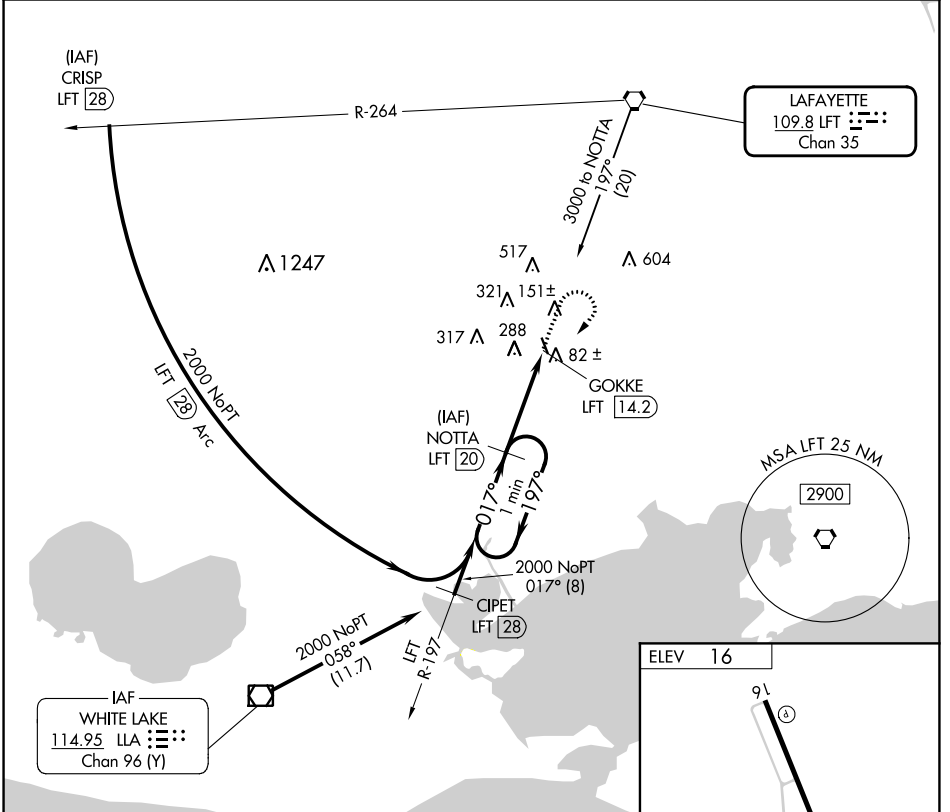 (IAF)
CRISP
LFT 28
R-264
LAFAYETTE
109.8 LFT
Chan 35
3000 to NOTTA
197°
(20)
1247
517
604
321
151±
317
288
82 ±
GOKKE
LFT 14.2
2000 NoPT
LFT 28 Arc
(IAF)
NOTTA
LFT 20
017°
1 min
197°
MSA LFT 25 NM
2900
2000 NoPT
017° (8)
CIPET
LFT 28
2000 NoPT
058°
(11.7)
LFT
R-197
IAF
WHITE LAKE
114.95 LLA
Chan 96 (Y)
ELEV 16
16
P